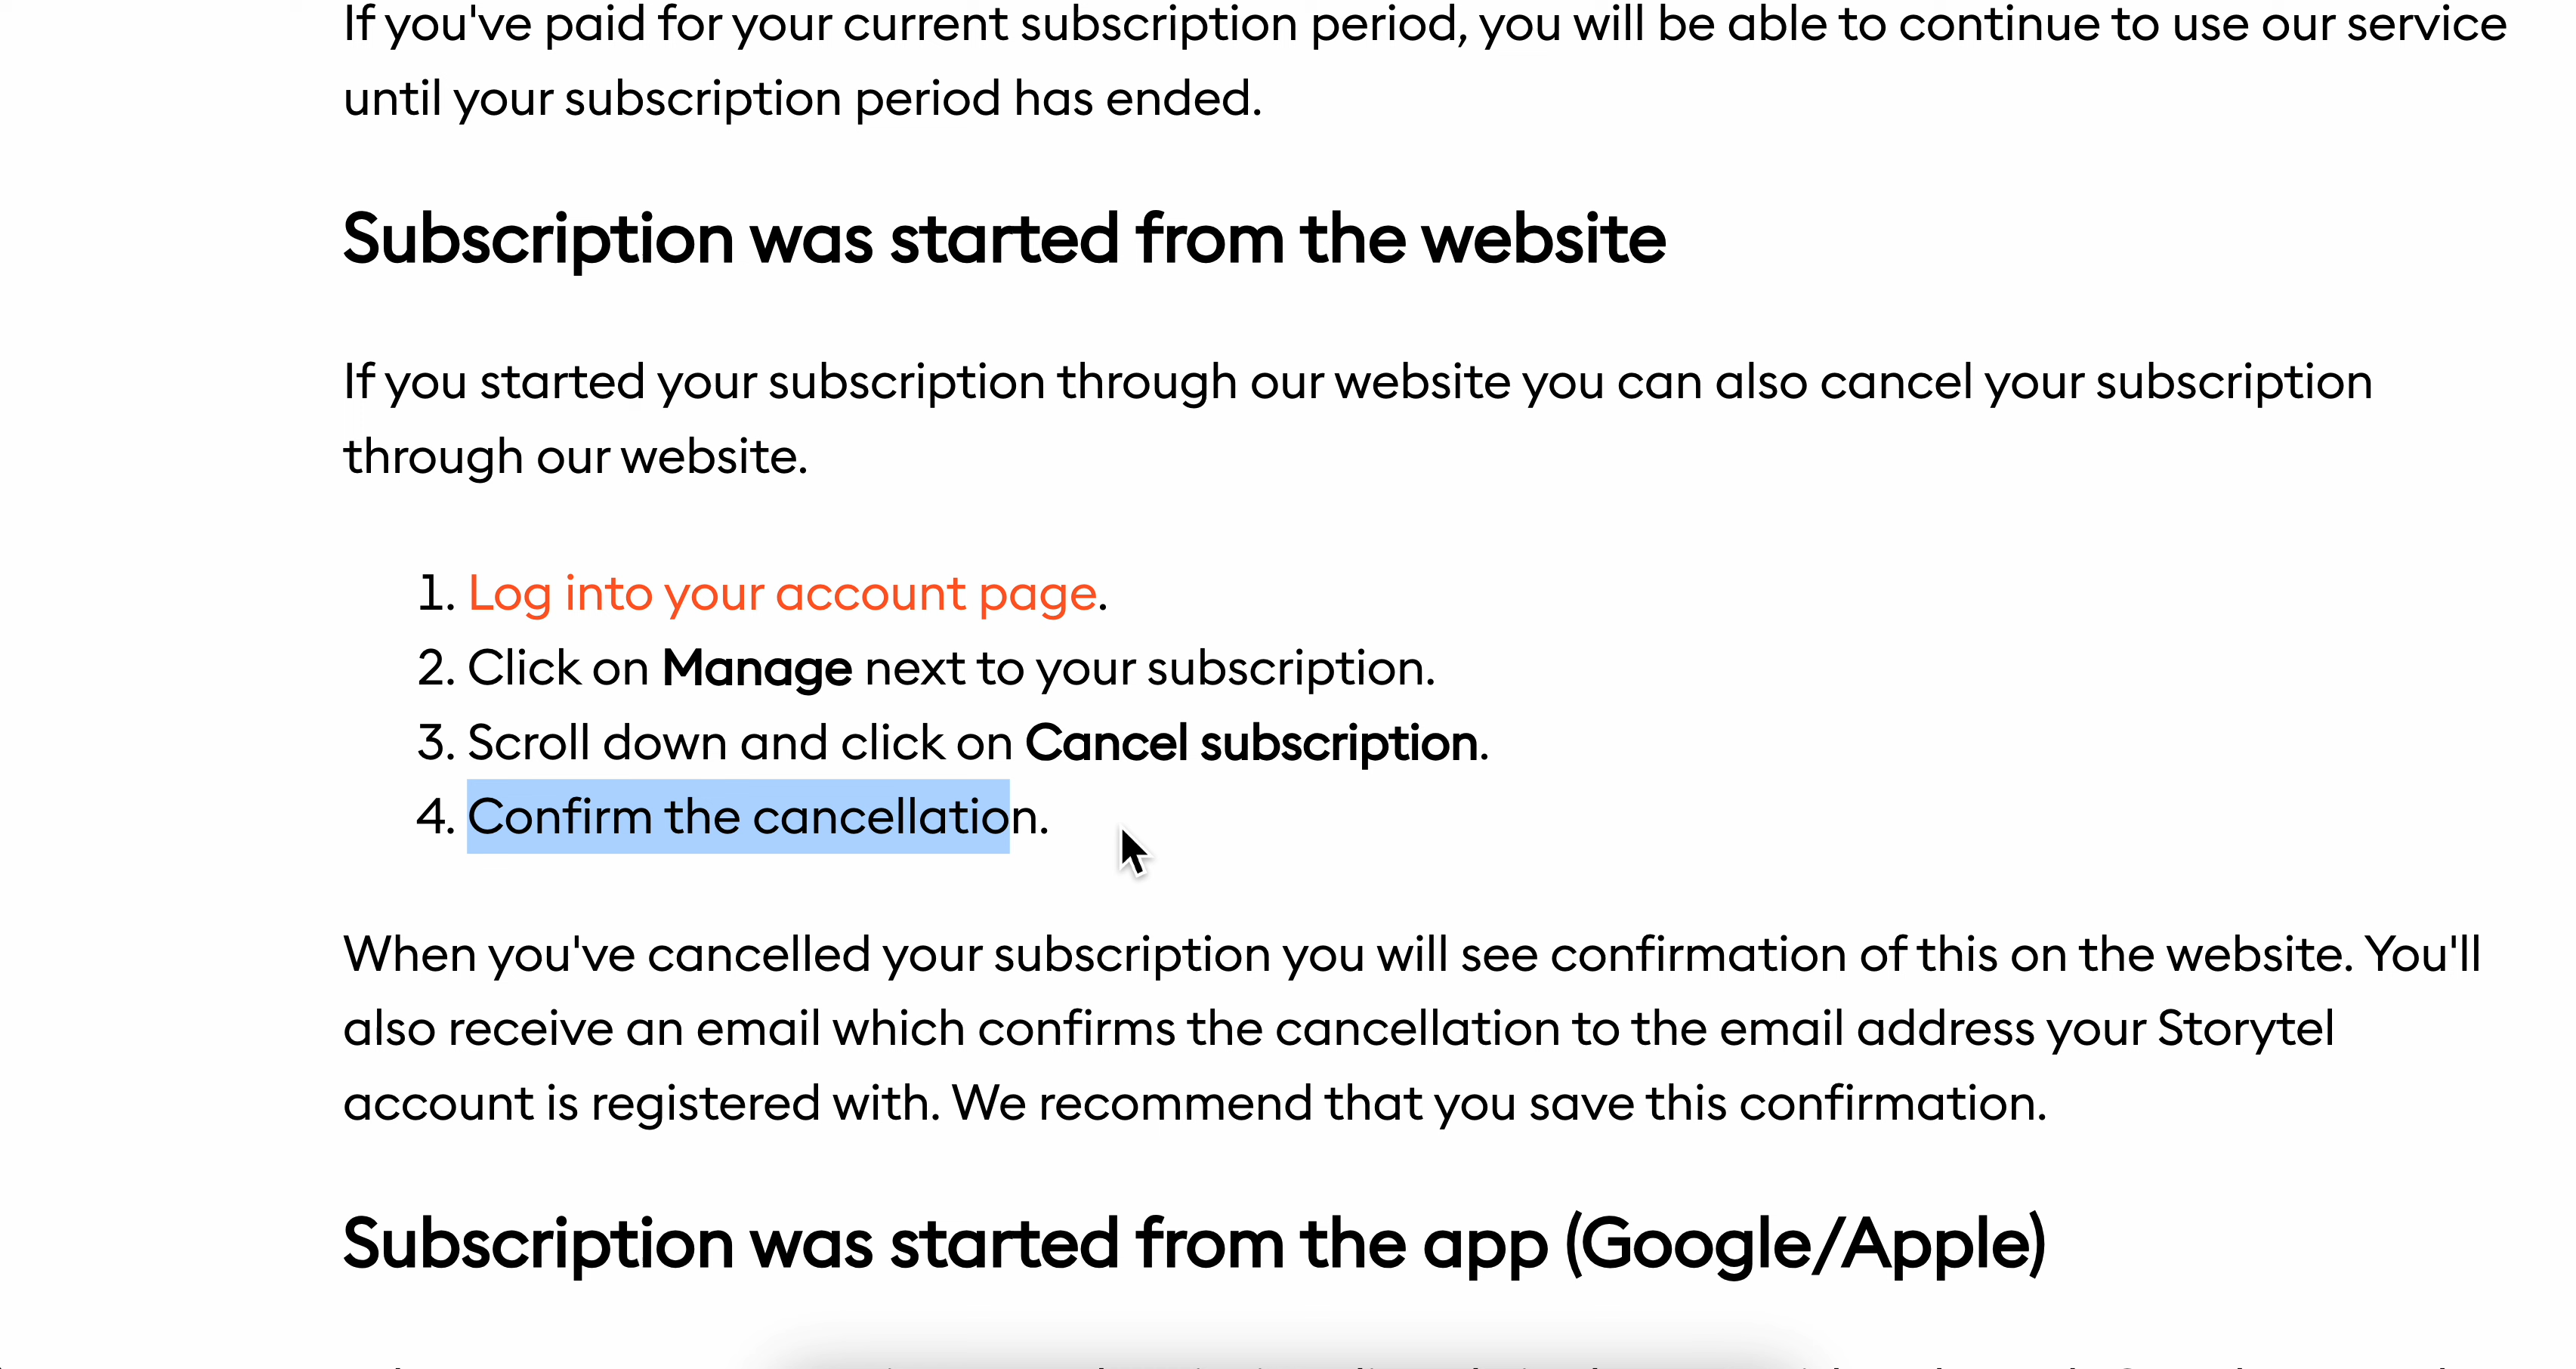 If you've paid for your current subscription period, you will be able to continue to use our service
until your subscription period has ended.
Subscription was started from the website
If you started your subscription through our website you can also cancel your subscription
through our website.
1. Log into your account page.
2. Click on Manage next to your subscription.
3. Scroll down and click on Cancel subscription.
4. Confirm the cancellation.
When you've cancelled your subscription you will see confirmation of this on the website. You'll
also receive an email which confirms the cancellation to the email address your Storytel
account is registered with. We recommend that you save this confirmation.
Subscription was started from the app (Google/Apple)